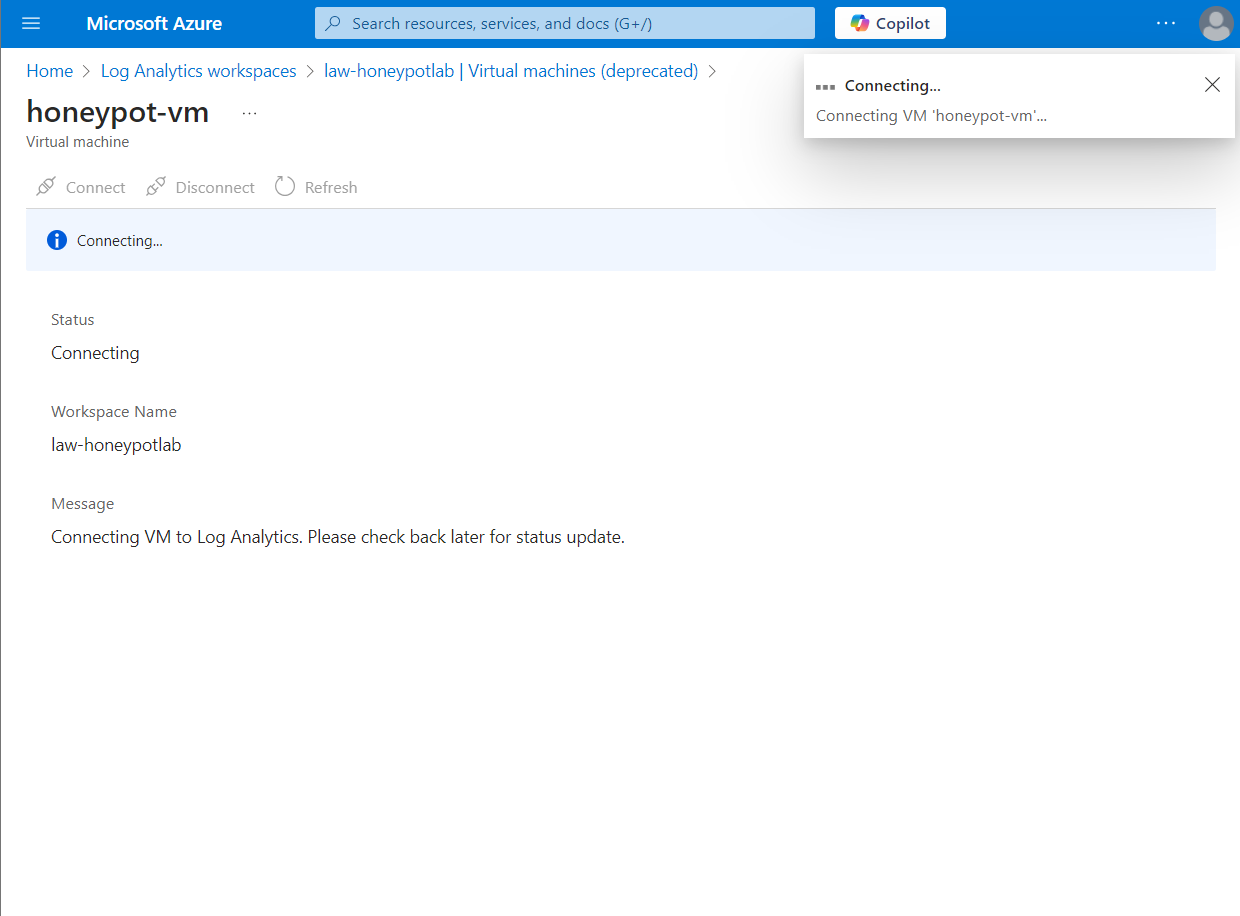 Microsoft Azure
Search resources, services, and docs (G+/)
Copilot
Home > Log Analytics workspaces > law-honeypotlab | Virtual machines (deprecated) >
Connecting...
Connecting VM 'honeypot-vm'...
honeypot-vm
Virtual machine
Connect Disconnect Refresh
Connecting...
Status
Connecting
Workspace Name
law-honeypotlab
Message
Connecting VM to Log Analytics. Please check back later for status update.